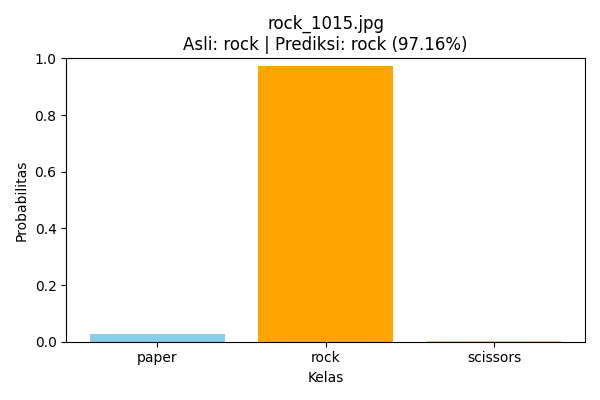 rock_1015.jpg
Asli: rock | Prediksi: rock (97.16%)
1.0
0.8
0.6
0.4
0.2
0.0
Probabilitas
paper
rock
scissors
Kelas